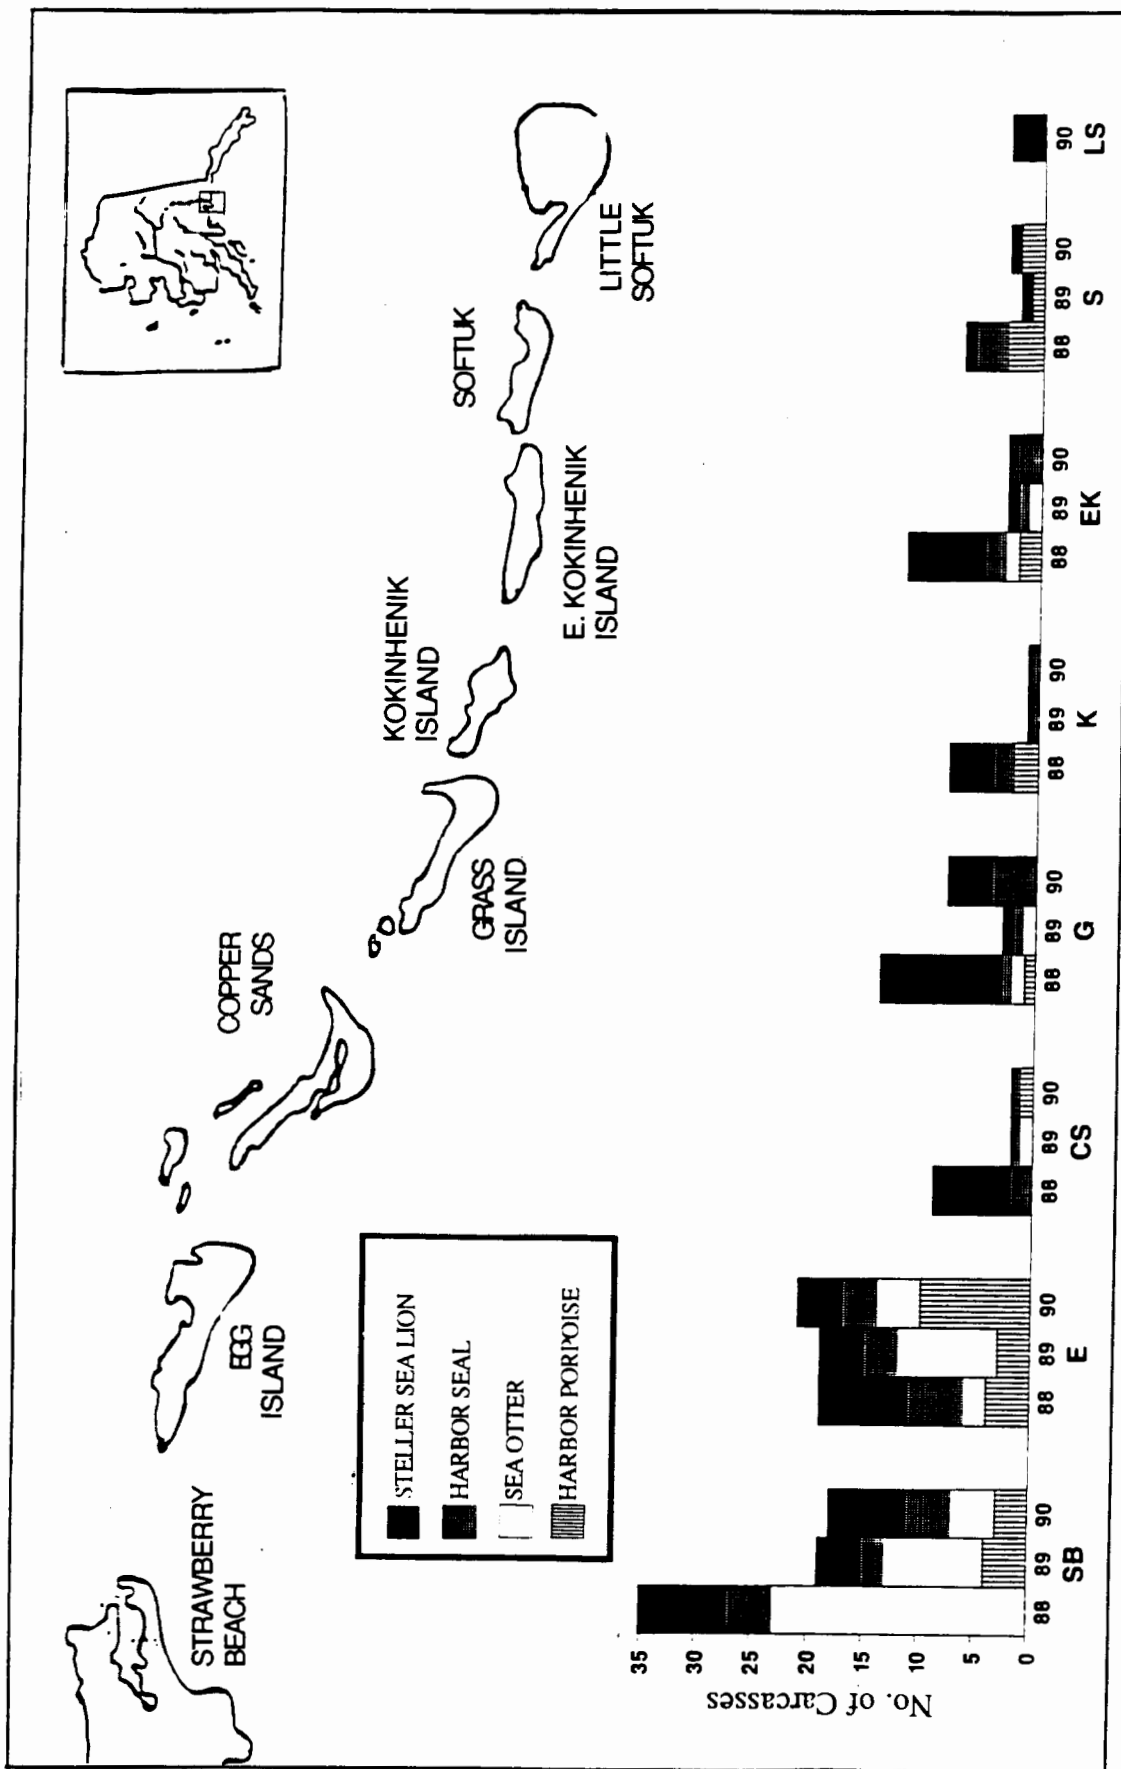 STRAWBERRY
BEACH
EGG
ISLAND
COPPER
SANDS
GRASS
ISLAND
KOKINHENIK
ISLAND
E. KOKINHENIK
ISLAND
SOFTUK
LITTLE
SOFTUK
STELLER SEA LION
HARBOR SEAL
SEA OTTER
HARBOR PORPOISE
No. of Carcasses
35
30
25
20
15
10
5
0
88 89 90
SB
88 89 90
E
88 89 90
CS
88 89 90
G
88 89 90
K
88 89 90
EK
88 89 90
S
90
LS